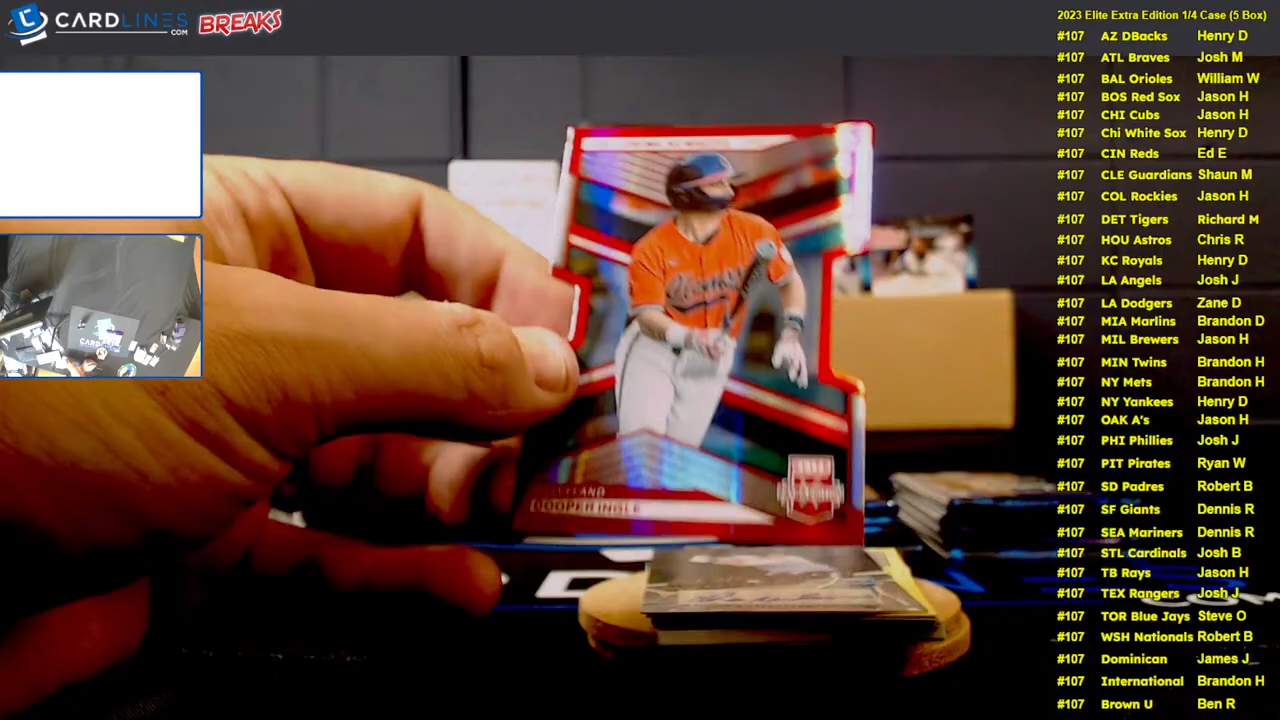 CARDLINES
.COM
BREAKS
2023 Elite Extra Edition 1/4 Case (5 Box)
#107 AZ DBacks Henry D
#107 ATL Braves Josh M
#107 BAL Orioles William W
#107 BOS Red Sox Jason H
#107 CHI Cubs Jason H
#107 Chi White Sox Henry D
#107 CIN Reds Ed E
#107 CLE Guardians Shaun M
#107 COL Rockies Jason H
#107 DET Tigers Richard M
#107 HOU Astros Chris R
#107 KC Royals Henry D
#107 LA Angels Josh J
#107 LA Dodgers Zane D
#107 MIA Marlins Brandon D
#107 MIL Brewers Jason H
#107 MIN Twins Brandon H
#107 NY Mets Brandon H
#107 NY Yankees Henry D
#107 OAK A's Jason H
#107 PHI Phillies Josh J
#107 PIT Pirates Ryan W
#107 SD Padres Robert B
#107 SF Giants Dennis R
#107 SEA Mariners Dennis R
#107 STL Cardinals Josh B
#107 TB Rays Jason H
#107 TEX Rangers Josh J
#107 TOR Blue Jays Steve O
#107 WSH Nationals Robert B
#107 Dominican James J
#107 International Brandon H
#107 Brown U Ben R